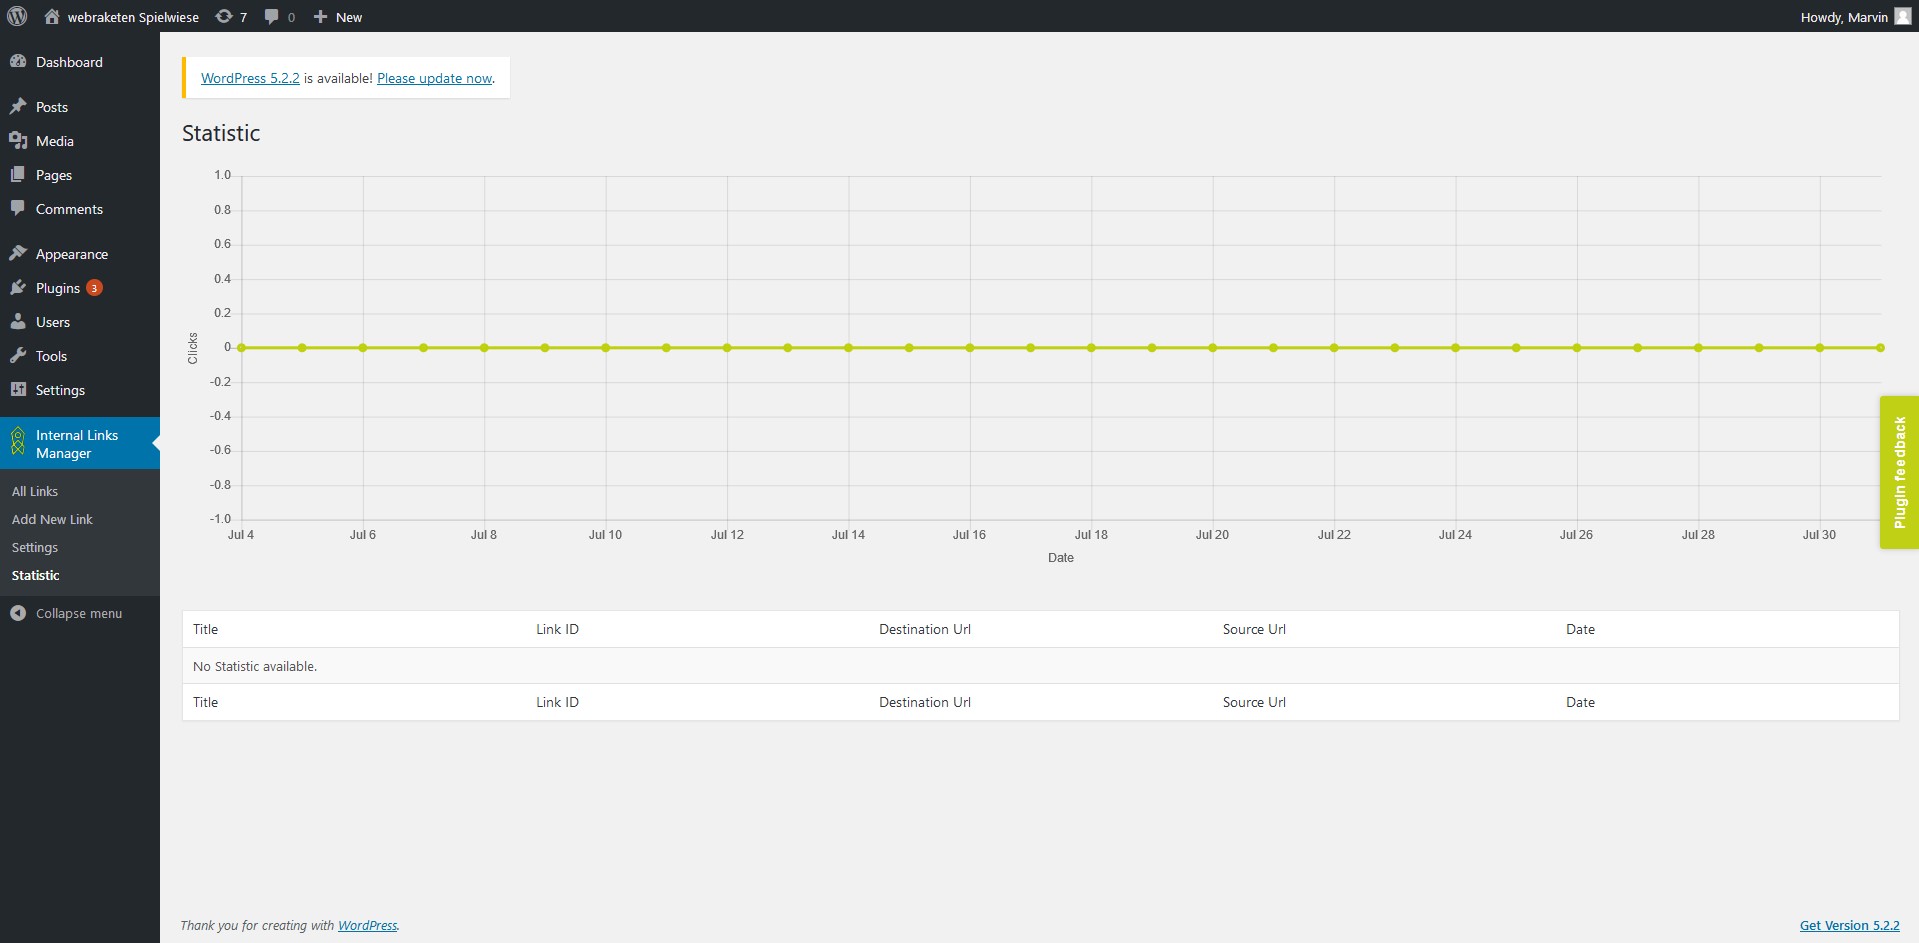 webraketen Spielwiese 7 0 New Howdy, Marvin
Dashboard
Posts
Media
Pages
Comments
Appearance
Plugins 3
Users
Tools
Settings
Internal Links
Manager
All Links
Add New Link
Settings
Statistic
Collapse menu
WordPress 5.2.2 is available! Please update now.
Statistic
1.0
0.8
0.6
0.4
0.2
0
-0.2
-0.4
-0.6
-0.8
-1.0
Clicks
Jul 4 Jul 6 Jul 8 Jul 10 Jul 12 Jul 14 Jul 16 Jul 18 Jul 20 Jul 22 Jul 24 Jul 26 Jul 28 Jul 30
Date
Plugin feedback
Title Link ID Destination Url Source Url Date
No Statistic available.
Title Link ID Destination Url Source Url Date
Thank you for creating with WordPress.
Get Version 5.2.2